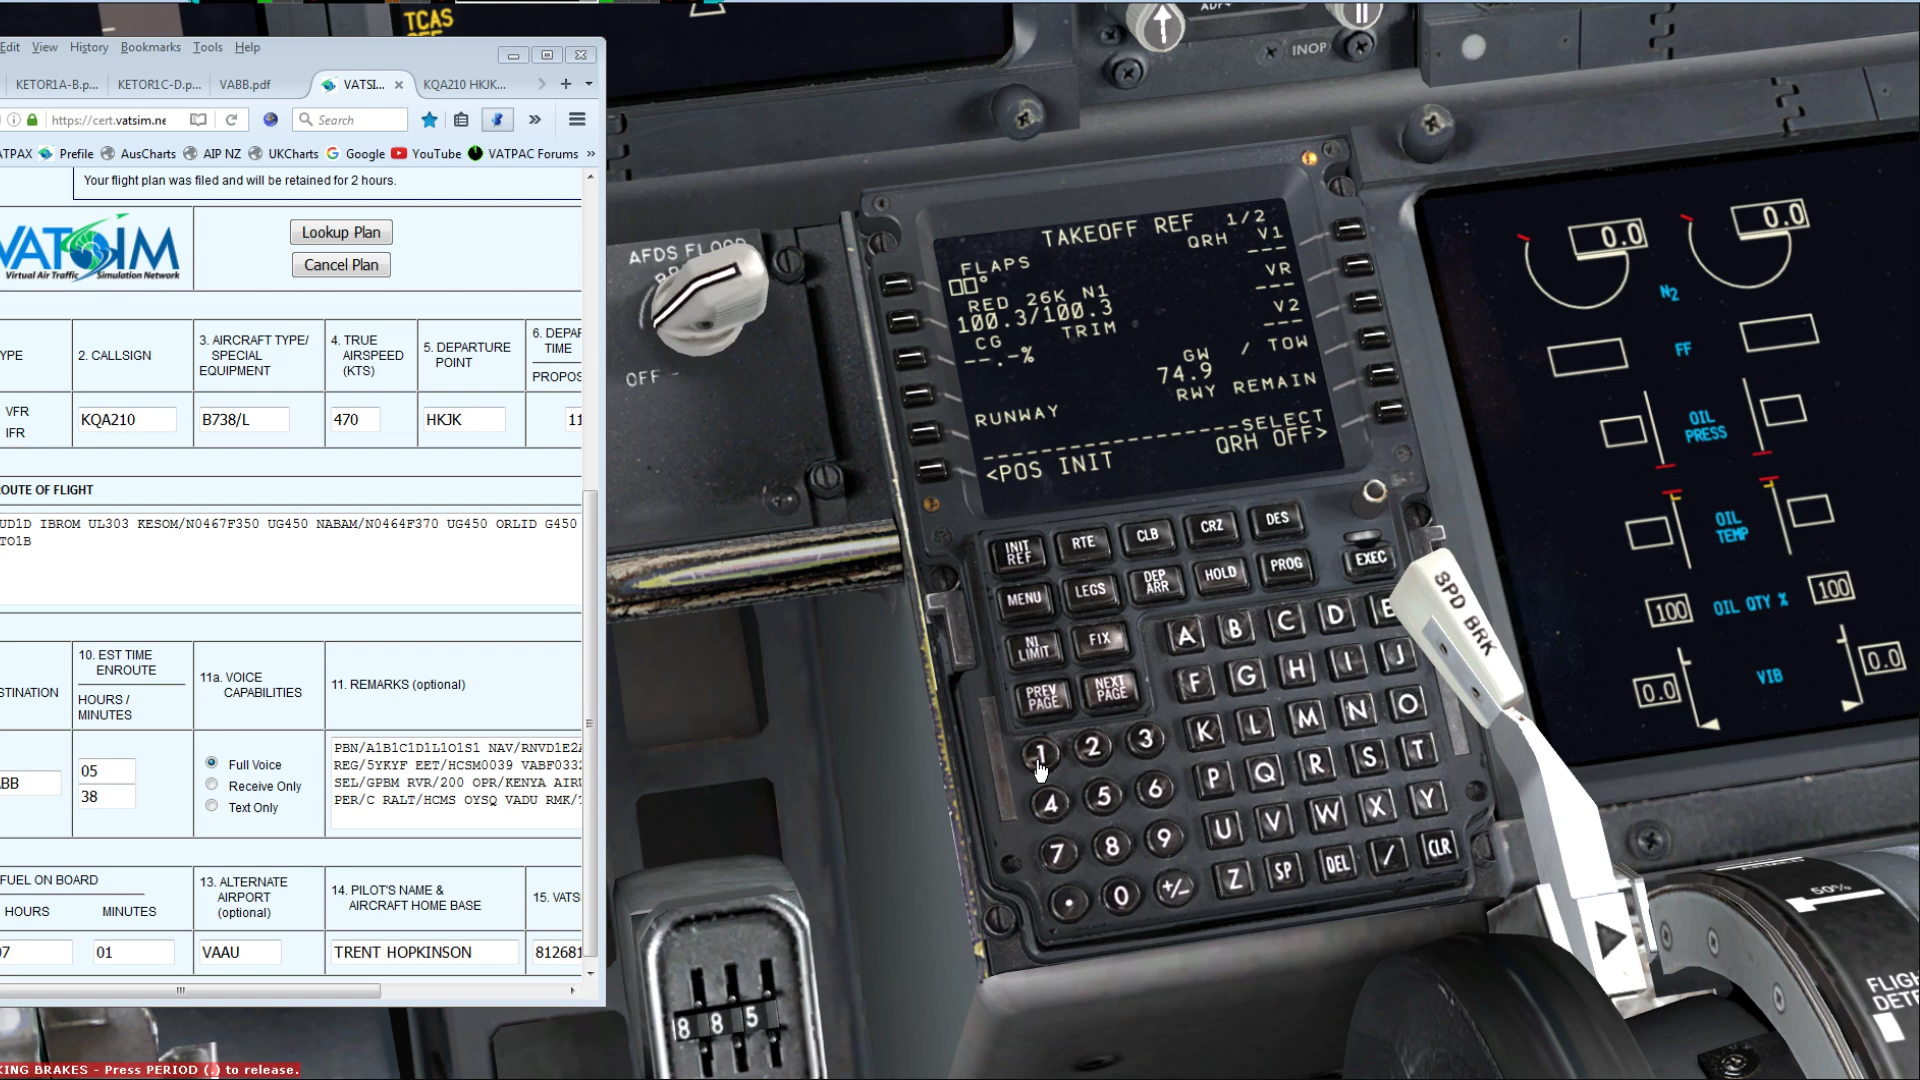 TCAS
ADF
INOP
Edit View History Bookmarks Tools Help
KETOR1A-B.p... KETOR1C-D.p... VABB.pdf VATSI... KQA210 HKJK...
https://cert.vatsim.ne Search
ATPAX Prefile AusCharts AIP NZ UKCharts Google YouTube VATPAC Forums »
Your flight plan was filed and will be retained for 2 hours.
VATSIM
Virtual Air Traffic Simulation Network
Lookup Plan
Cancel Plan
YPE
2. CALLSIGN
3. AIRCRAFT TYPE/
SPECIAL
EQUIPMENT
4. TRUE
AIRSPEED
(KTS)
5. DEPARTURE
POINT
6. DEPAR
TIME
PROPOS
VFR
IFR
KQA210
B738/L
470
HKJK
11
OUTE OF FLIGHT
UD1D IBROM UL303 KESOM/N0467F350 UG450 NABAM/N0464F370 UG450 ORLID G450
TO1B
STINATION
10. EST TIME
ENROUTE
HOURS /
MINUTES
11a. VOICE
CAPABILITIES
11. REMARKS (optional)
BB
05
38
Full Voice
Receive Only
Text Only
PBN/A1B1C1D1L1O1S1 NAV/RNVD1E2A
REG/5YKYF EET/HCSM0039 VABF0332
SEL/GPBM RVR/200 OPR/KENYA AIRW
PER/C RALT/HCMS OYSQ VADU RMK/T
FUEL ON BOARD
HOURS MINUTES
13. ALTERNATE
AIRPORT
(optional)
14. PILOT'S NAME &
AIRCRAFT HOME BASE
15. VATS
07
01
VAAU
TRENT HOPKINSON
812681
KING BRAKES - Press PERIOD (.) to release.
AFDS FLOOD
OFF
TAKEOFF REF 1/2
QRH V1
---
FLAPS
□□°
VR
---
RED 26K N1
100.3/100.3
V2
---
CG TRIM
--.-%
GW / TOW
74.9
RWY REMAIN
RUNWAY
SELECT
<POS INIT QRH OFF>
INIT REF RTE CLB CRZ DES
MENU LEGS DEP ARR HOLD PROG EXEC
N1 LIMIT FIX
PREV PAGE NEXT PAGE
A B C D E
F G H I J
K L M N O
P Q R S T
U V W X Y
Z SP DEL / CLR
1 2 3
4 5 6
7 8 9
. 0 +/-
SPD BRK
0.0 0.0
N2
FF
OIL
PRESS
OIL
TEMP
100 OIL QTY % 100
0.0 VIB 0.0
8 8 5
50%
FLIGH
DETE